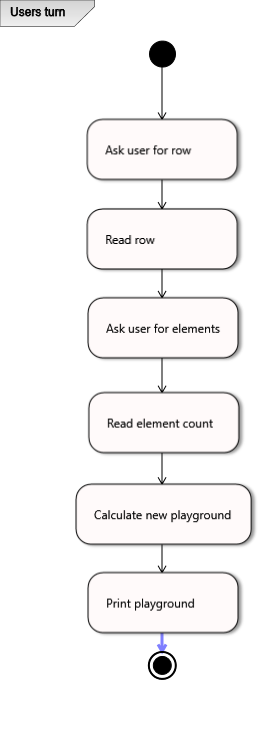 Users turn
Ask user for row
Read row
Ask user for elements
Read element count
Calculate new playground
Print playground